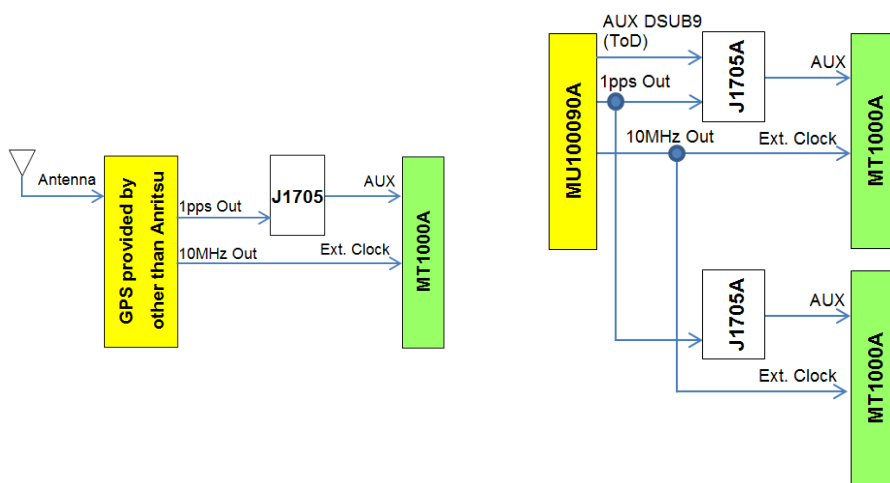 Antenna
GPS provided by
other than Anritsu
1pps Out
10MHz Out
J1705
AUX
Ext. Clock
MT1000A
MU100090A
AUX DSUB9
(ToD)
1pps Out
10MHz Out
J1705A
AUX
Ext. Clock
MT1000A
J1705A
AUX
Ext. Clock
MT1000A